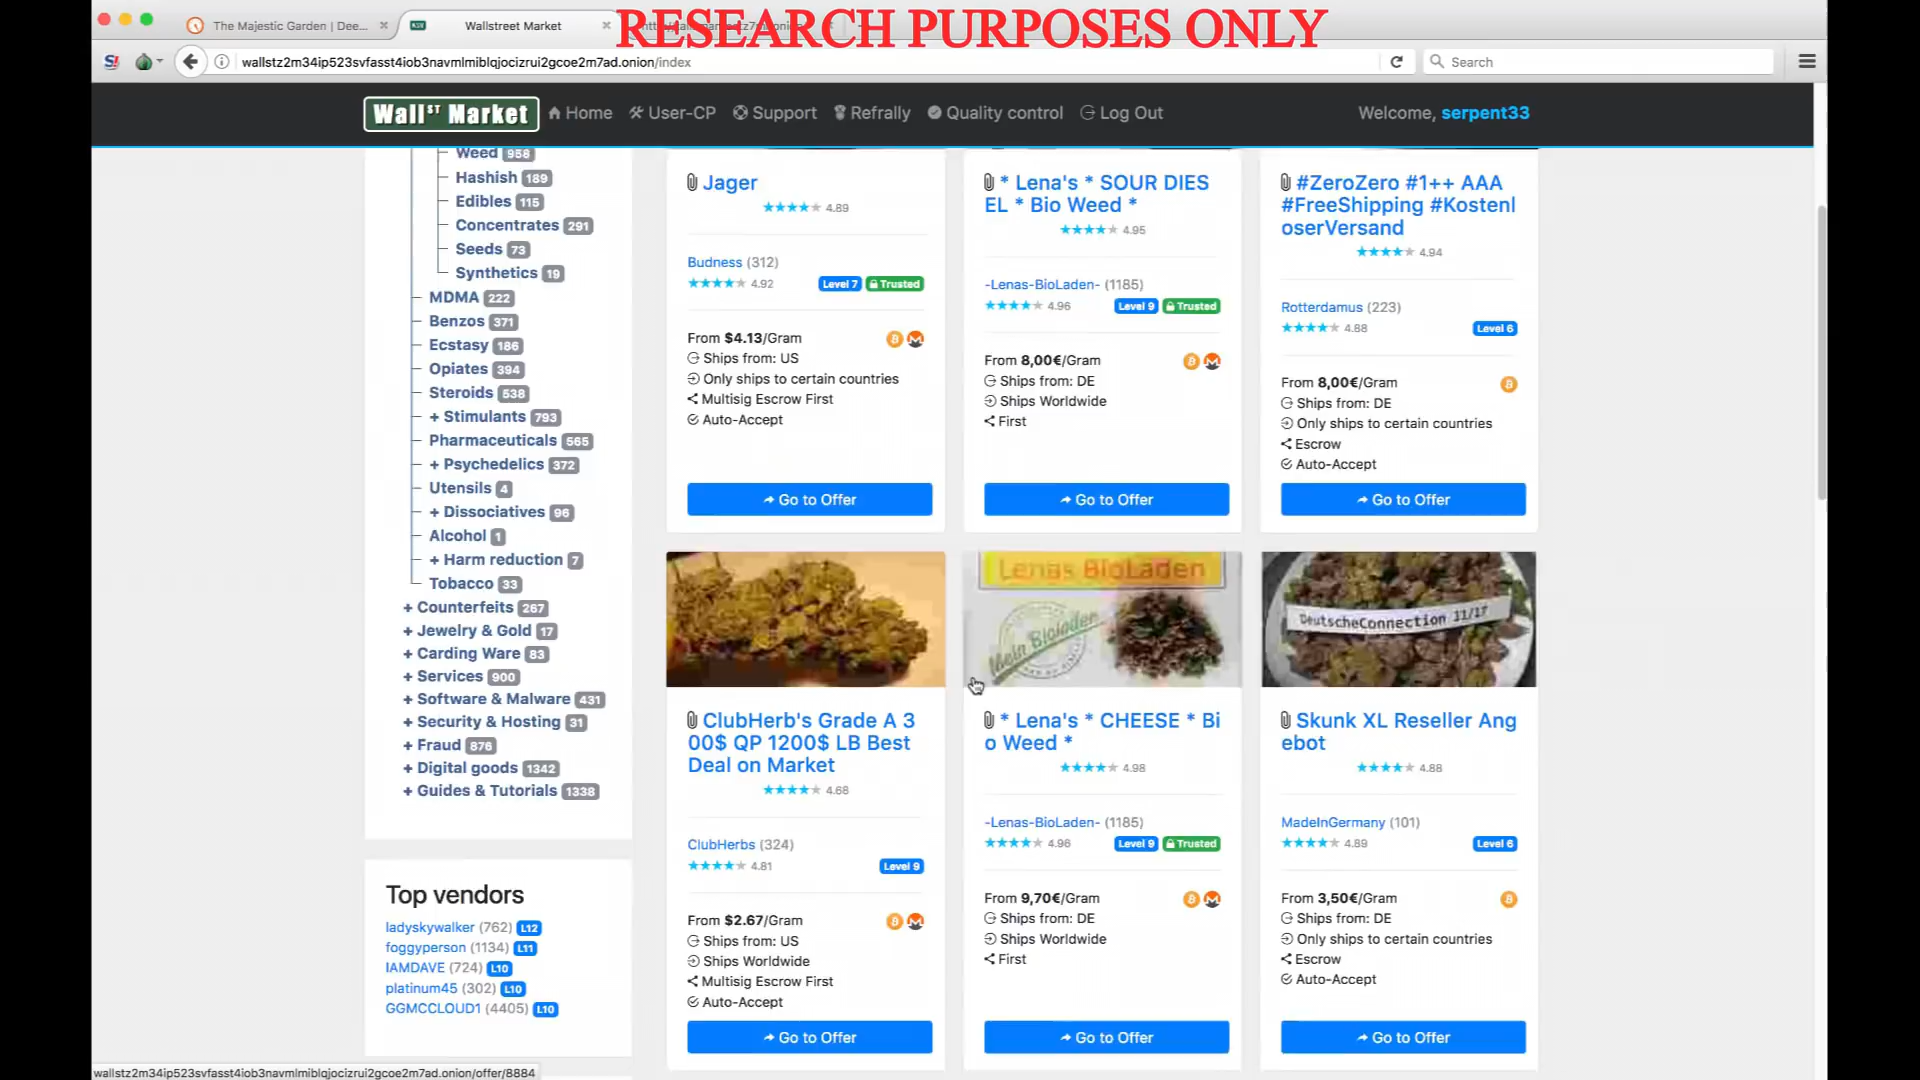 RESEARCH PURPOSES ONLY
The Majestic Garden | Dee...
Wallstreet Market
wallstz2m34ip523svfasst4iob3navmlmiblqjocizrui2gcoe2m7ad.onion/index
Search
Wall ST Market
Home
User-CP
Support
Refrally
Quality control
Log Out
Welcome, serpent33
Weed 958
Hashish 189
Edibles 115
Concentrates 291
Seeds 73
Synthetics 19
MDMA 222
Benzos 371
Ecstasy 186
Opiates 394
Steroids 538
+ Stimulants 793
Pharmaceuticals 565
+ Psychedelics 372
Utensils 4
+ Dissociatives 96
Alcohol 1
+ Harm reduction 7
Tobacco 33
+ Counterfeits 267
+ Jewelry & Gold 17
+ Carding Ware 83
+ Services 900
+ Software & Malware 431
+ Security & Hosting 31
+ Fraud 876
+ Digital goods 1342
+ Guides & Tutorials 1338
Top vendors
ladyskywalker (762) L12
foggyperson (1134) L11
IAMDAVE (724) L10
platinum45 (302) L10
GGMCCLOUD1 (4405) L10
Jager
4.89
Budness (312)
4.92 Level 7 Trusted
From $4.13/Gram
Ships from: US
Only ships to certain countries
Multisig Escrow First
Auto-Accept
Go to Offer
* Lena's * SOUR DIES
EL * Bio Weed *
4.95
-Lenas-BioLaden- (1185)
4.96 Level 9 Trusted
From 8,00€/Gram
Ships from: DE
Ships Worldwide
First
Go to Offer
#ZeroZero #1++ AAA
#FreeShipping #Kostenl
oserVersand
4.94
Rotterdamus (223)
4.88 Level 6
From 8,00€/Gram
Ships from: DE
Only ships to certain countries
Escrow
Auto-Accept
Go to Offer
ClubHerb's Grade A 3
00$ QP 1200$ LB Best
Deal on Market
4.68
ClubHerbs (324)
4.81 Level 9
From $2.67/Gram
Ships from: US
Ships Worldwide
Multisig Escrow First
Auto-Accept
Go to Offer
Lenas BioLaden
Mein Bioladen
* Lena's * CHEESE * Bi
o Weed *
4.98
-Lenas-BioLaden- (1185)
4.96 Level 9 Trusted
From 9,70€/Gram
Ships from: DE
Ships Worldwide
First
Go to Offer
DeutscheConnection 11/17
Skunk XL Reseller Ang
ebot
4.88
MadeInGermany (101)
4.89 Level 6
From 3,50€/Gram
Ships from: DE
Only ships to certain countries
Escrow
Auto-Accept
Go to Offer
wallstz2m34ip523svfasst4iob3navmlmiblqjocizrui2gcoe2m7ad.onion/offer/8884